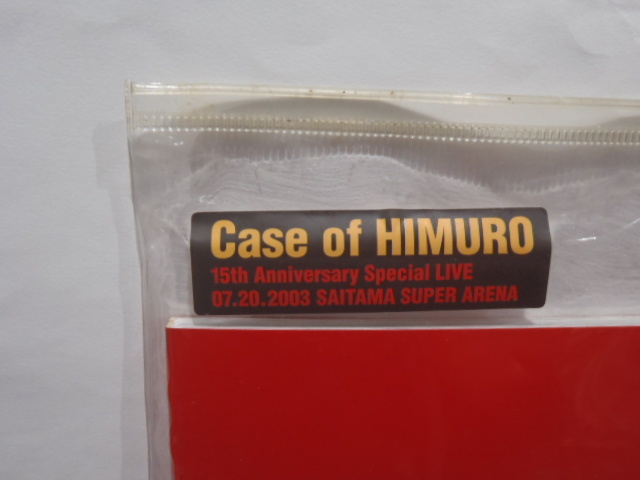 Case of HIMURO
15th Anniversary Special LIVE
07.20.2003 SAITAMA SUPER ARENA